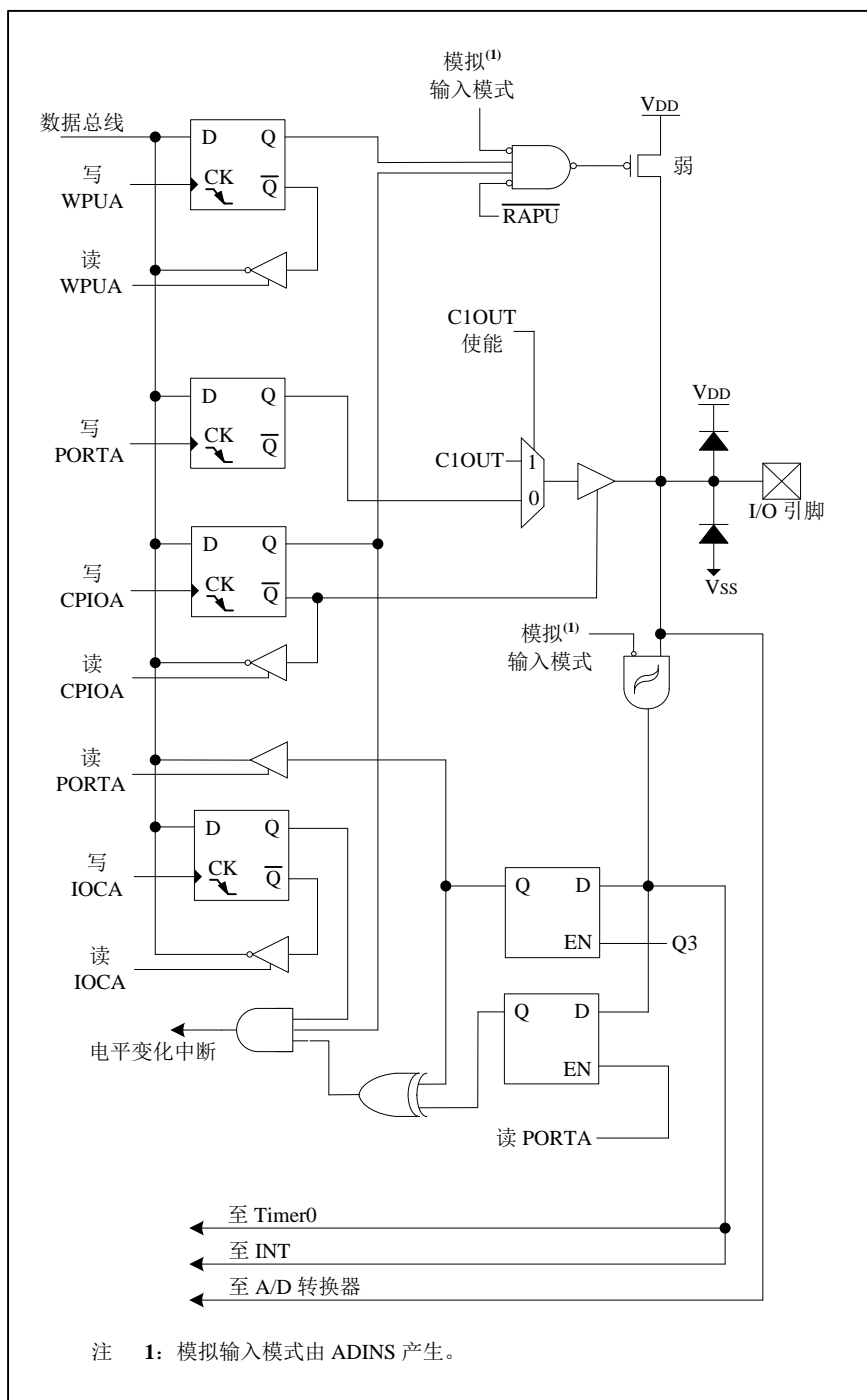 模拟(1)
输入模式
VDD
数据总线
D Q
弱
写
WPUA
CK Q
RAPU
读
WPUA
C1OUT
使能
VDD
D Q
写
PORTA
CK Q
C1OUT
1
0
I/O 引脚
D Q
写
CPIOA
CK Q
VSS
模拟(1)
输入模式
读
CPIOA
读
PORTA
D Q
写
IOCA
CK Q
Q D
EN
Q3
读
IOCA
Q D
电平变化中断
EN
读 PORTA
至 Timer0
至 INT
至 A/D 转换器
注 1: 模拟输入模式由 ADINS 产生。